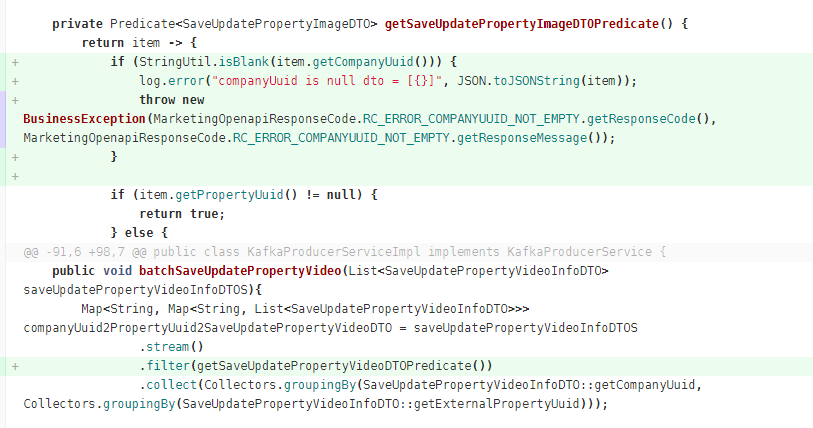 private Predicate<SaveUpdatePropertyImageDTO> getSaveUpdatePropertyImageDTOPredicate() {
        return item -> {
+            if (StringUtil.isBlank(item.getCompanyUuid())) {
+                log.error("companyUuid is null dto = [{}]", JSON.toJSONString(item));
+                throw new
BusinessException(MarketingOpenapiResponseCode.RC_ERROR_COMPANYUUID_NOT_EMPTY.getResponseCode(),
MarketingOpenapiResponseCode.RC_ERROR_COMPANYUUID_NOT_EMPTY.getResponseMessage());
+            }
+
            if (item.getPropertyUuid() != null) {
                return true;
            } else {
@@ -91,6 +98,7 @@ public class KafkaProducerServiceImpl implements KafkaProducerService {
    public void batchSaveUpdatePropertyVideo(List<SaveUpdatePropertyVideoInfoDTO>
saveUpdatePropertyVideoInfoDTOS){
        Map<String, Map<String, List<SaveUpdatePropertyVideoInfoDTO>>>
companyUuid2PropertyUuid2SaveUpdatePropertyVideoDTO = saveUpdatePropertyVideoInfoDTOS
                .stream()
+                .filter(getSaveUpdatePropertyVideoDTOPredicate())
                .collect(Collectors.groupingBy(SaveUpdatePropertyVideoInfoDTO::getCompanyUuid,
Collectors.groupingBy(SaveUpdatePropertyVideoInfoDTO::getExternalPropertyUuid)));